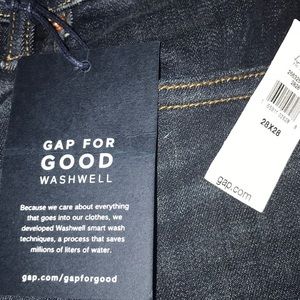 GAP FOR
GOOD
WASHWELL
Because we care about everything
that goes into our clothes, we
developed Washwell smart wash
techniques, a process that saves
millions of liters of water.
gap.com/gapforgood
28X28
gap.com